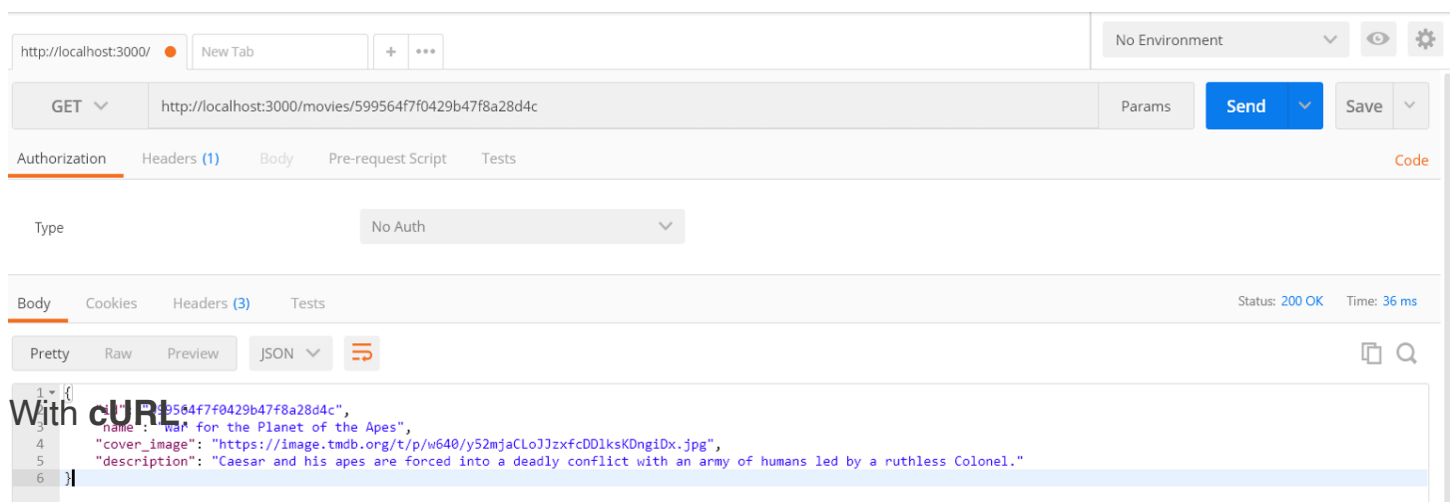 http://localhost:3000/ New Tab + ••• No Environment
GET http://localhost:3000/movies/599564f7f0429b47f8a28d4c Params Send Save
Authorization Headers (1) Body Pre-request Script Tests Code
Type No Auth
Body Cookies Headers (3) Tests Status: 200 OK Time: 36 ms
Pretty Raw Preview JSON
1 {
With cURL:
"id": "599564f7f0429b47f8a28d4c",
3 "name": "War for the Planet of the Apes",
4 "cover_image": "https://image.tmdb.org/t/p/w640/y52mjaCLoJJzxfcDDlksKDngiDx.jpg",
5 "description": "Caesar and his apes are forced into a deadly conflict with an army of humans led by a ruthless Colonel."
6 }